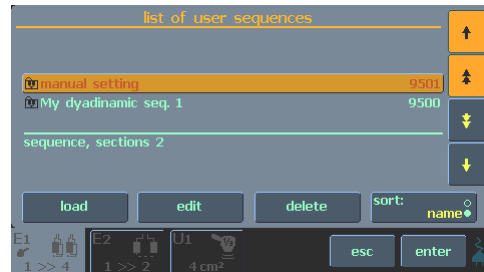 list of user sequences
manual setting 9501
My dyadinamic seq. 1 9500
sequence, sections 2
load edit delete sort: name
E1 E2 U1
1 >> 4 1 >> 2 4 cm² esc enter